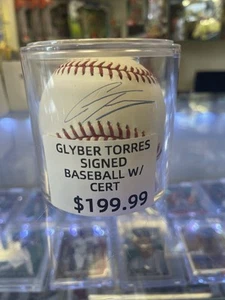 GLYBER TORRES
SIGNED
BASEBALL W/
CERT
$199.99